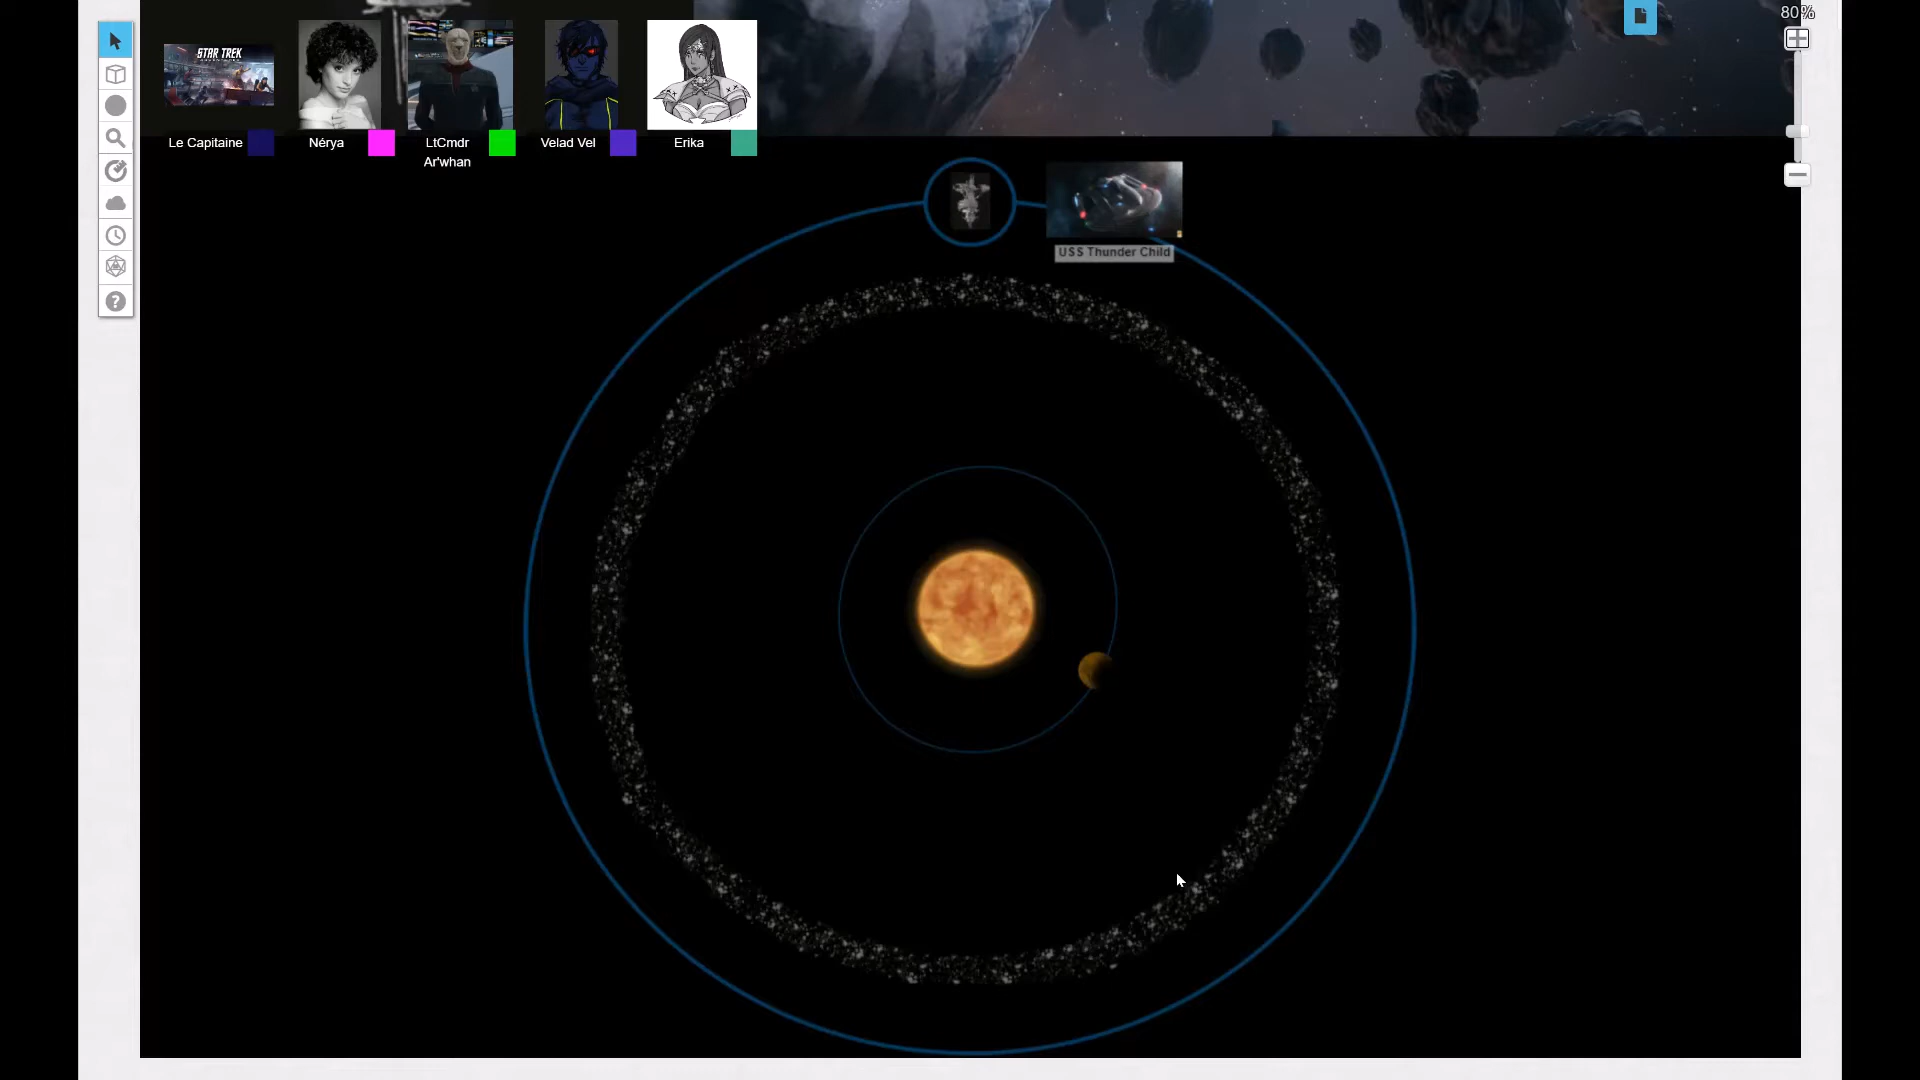 80%
STAR TREK
Le Capitaine
Nérya
LtCmdr
Ar'whan
Velad Vel
Erika
USS Thunder Child
?